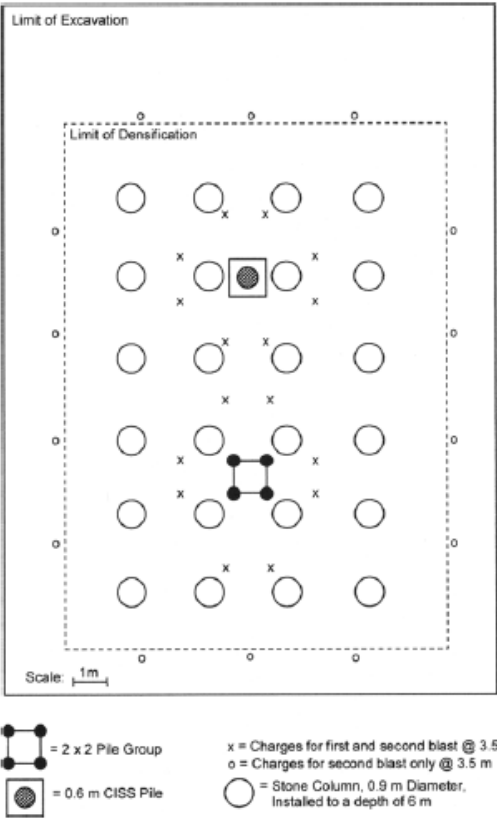 Limit of Excavation
Limit of Densification
Scale: 1m
= 2 x 2 Pile Group
x = Charges for first and second blast @ 3.5
o = Charges for second blast only @ 3.5 m
= 0.6 m CISS Pile
= Stone Column, 0.9 m Diameter,
Installed to a depth of 6 m